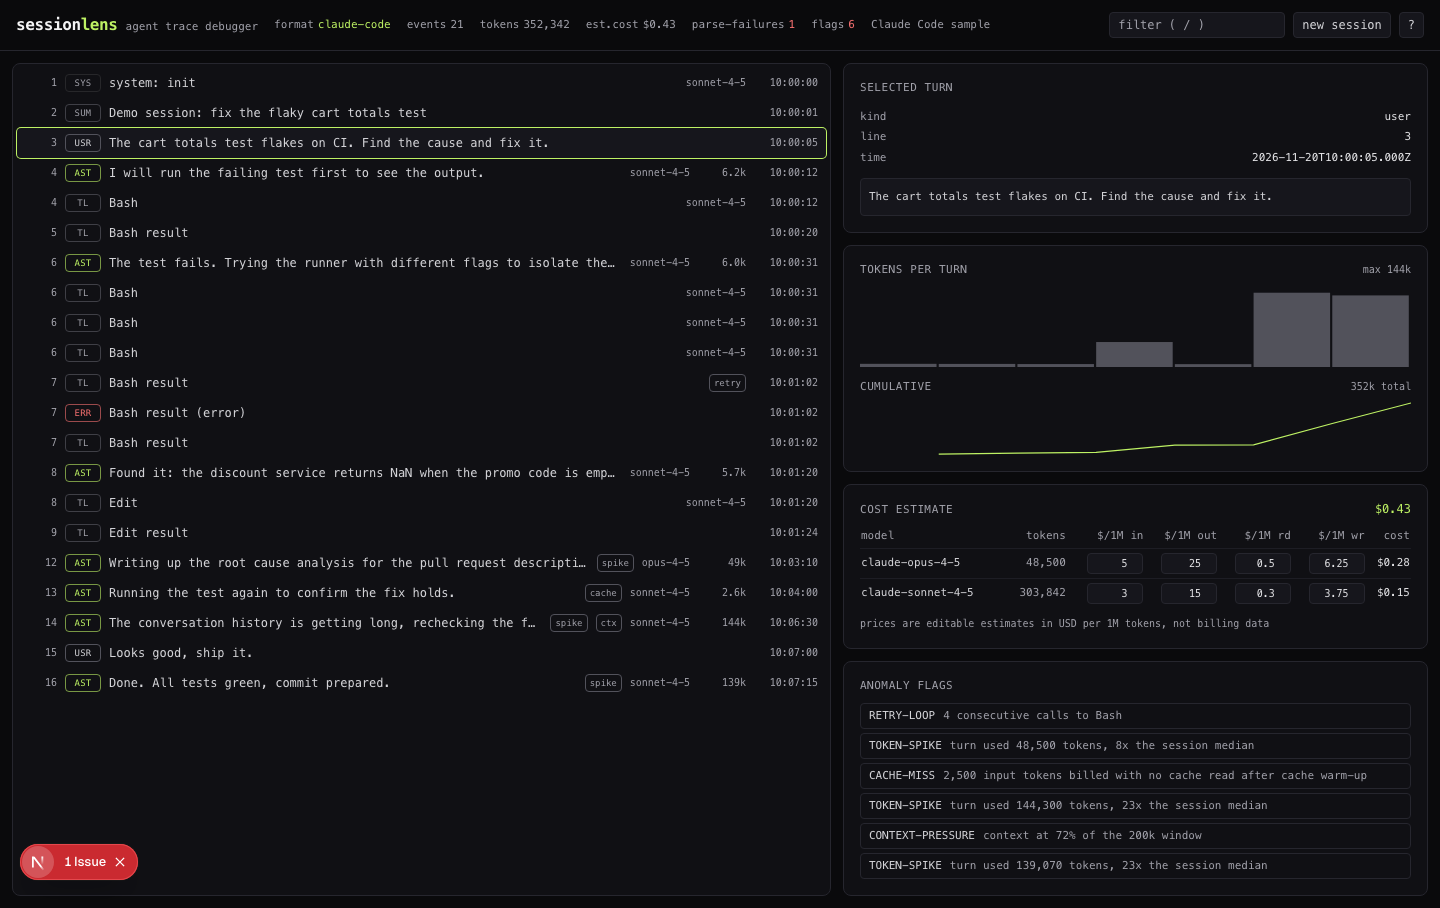 sessionlens agent trace debugger format claude-code events 21 tokens 352,342 est.cost $0.43 parse-failures 1 flags 6 Claude Code sample filter ( / ) new session ?
1 SYS system: init sonnet-4-5 10:00:00
2 SUM Demo session: fix the flaky cart totals test 10:00:01
3 USR The cart totals test flakes on CI. Find the cause and fix it. 10:00:05
4 AST I will run the failing test first to see the output. sonnet-4-5 6.2k 10:00:12
4 TL Bash sonnet-4-5 10:00:12
5 TL Bash result 10:00:20
6 AST The test fails. Trying the runner with different flags to isolate the… sonnet-4-5 6.0k 10:00:31
6 TL Bash sonnet-4-5 10:00:31
6 TL Bash sonnet-4-5 10:00:31
6 TL Bash sonnet-4-5 10:00:31
7 TL Bash result retry 10:01:02
7 ERR Bash result (error) 10:01:02
7 TL Bash result 10:01:02
8 AST Found it: the discount service returns NaN when the promo code is emp… sonnet-4-5 5.7k 10:01:20
8 TL Edit sonnet-4-5 10:01:20
9 TL Edit result 10:01:24
12 AST Writing up the root cause analysis for the pull request descripti… spike opus-4-5 49k 10:03:10
13 AST Running the test again to confirm the fix holds. cache sonnet-4-5 2.6k 10:04:00
14 AST The conversation history is getting long, rechecking the f… spike ctx sonnet-4-5 144k 10:06:30
15 USR Looks good, ship it. 10:07:00
16 AST Done. All tests green, commit prepared. spike sonnet-4-5 139k 10:07:15
N 1 Issue ×
SELECTED TURN
kind user
line 3
time 2026-11-20T10:00:05.000Z
The cart totals test flakes on CI. Find the cause and fix it.
TOKENS PER TURN max 144k
CUMULATIVE 352k total
COST ESTIMATE $0.43
model tokens $/1M in $/1M out $/1M rd $/1M wr cost
claude-opus-4-5 48,500 5 25 0.5 6.25 $0.28
claude-sonnet-4-5 303,842 3 15 0.3 3.75 $0.15
prices are editable estimates in USD per 1M tokens, not billing data
ANOMALY FLAGS
RETRY-LOOP 4 consecutive calls to Bash
TOKEN-SPIKE turn used 48,500 tokens, 8x the session median
CACHE-MISS 2,500 input tokens billed with no cache read after cache warm-up
TOKEN-SPIKE turn used 144,300 tokens, 23x the session median
CONTEXT-PRESSURE context at 72% of the 200k window
TOKEN-SPIKE turn used 139,070 tokens, 23x the session median